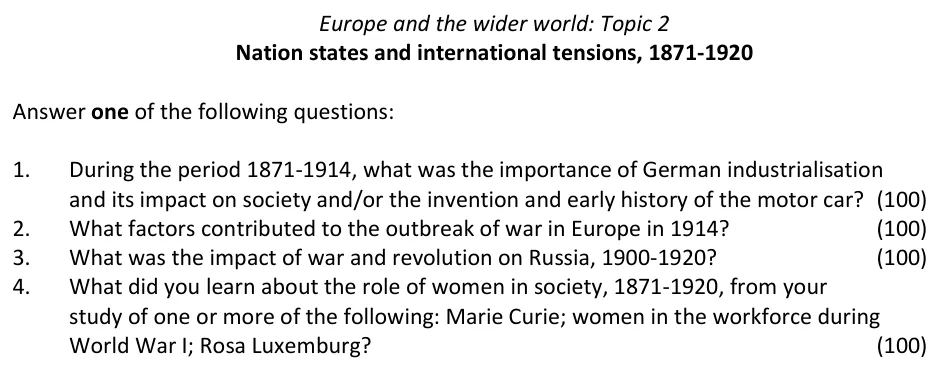 Europe and the wider world: Topic 2
Nation states and international tensions, 1871-1920
Answer one of the following questions:
1. During the period 1871-1914, what was the importance of German industrialisation
and its impact on society and/or the invention and early history of the motor car? (100)
2. What factors contributed to the outbreak of war in Europe in 1914? (100)
3. What was the impact of war and revolution on Russia, 1900-1920? (100)
4. What did you learn about the role of women in society, 1871-1920, from your
study of one or more of the following: Marie Curie; women in the workforce during
World War I; Rosa Luxemburg? (100)